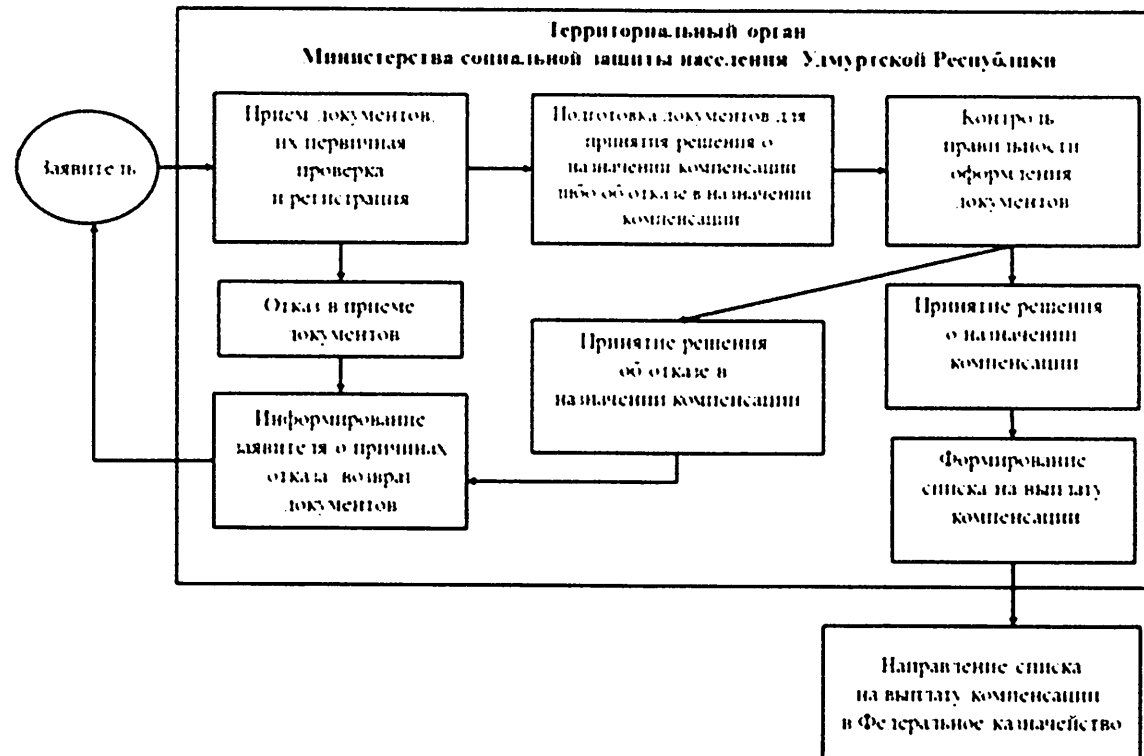 Территориальный орган
Министерства социальной защиты населения Удмуртской Республики
Заявитель
Прием документов,
их первичная
проверка
и регистрация
Подготовка документов для
принятия решения о
назначении компенсации
либо об отказе в назначении
компенсации
Контроль
правильности
оформления
документов
Отказ в приеме
документов
Принятие решения
об отказе в
назначении компенсации
Принятие решения
о назначении
компенсации
Информирование
заявителя о причинах
отказа возврат
документов
Формирование
списка на выплату
компенсации
Направление списка
на выплату компенсации
в Федеральное казначейство